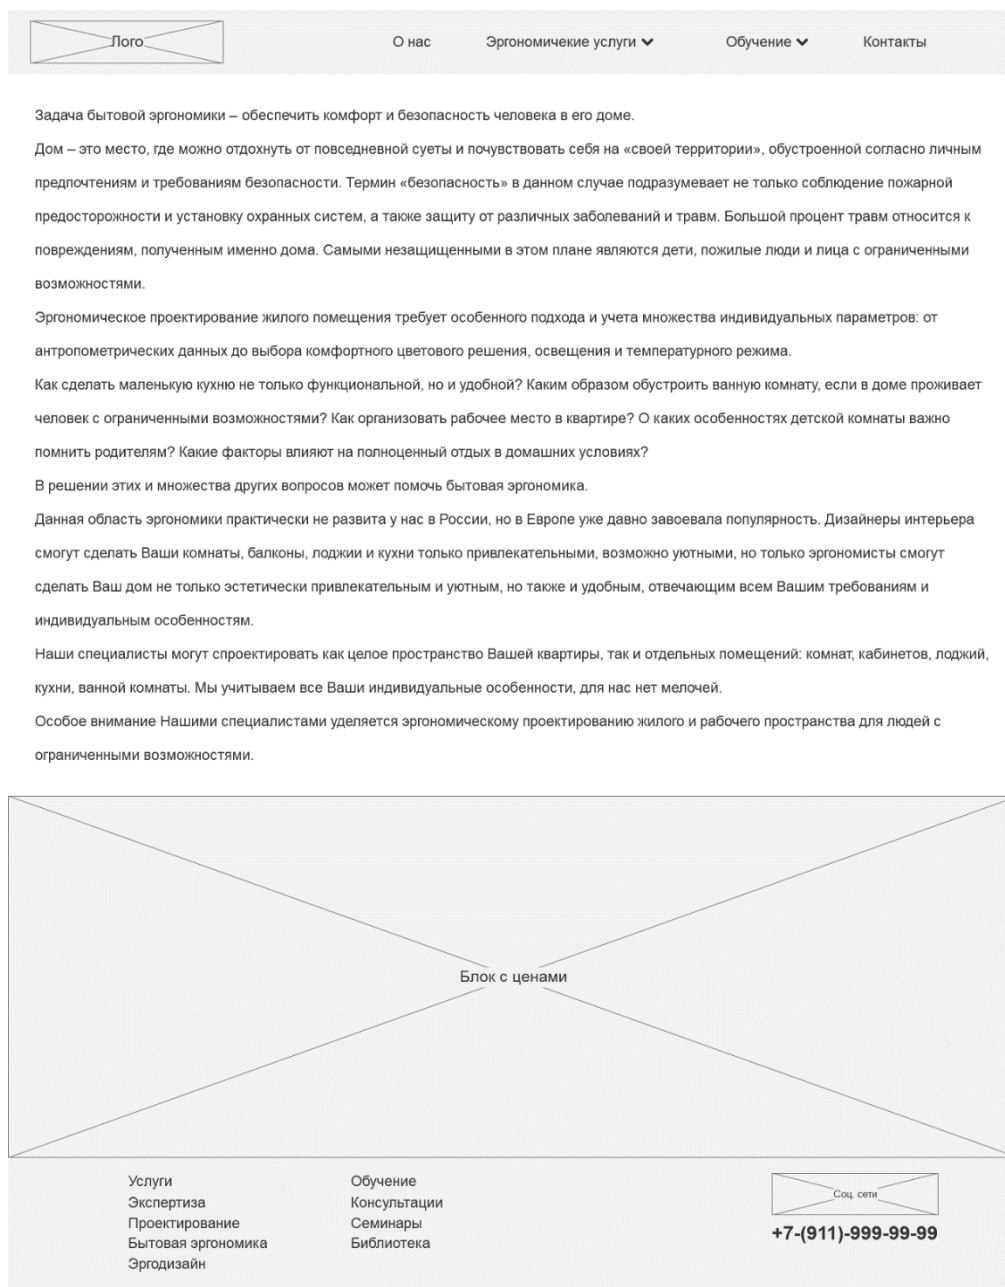 Лого О нас Эргономичекие услуги Обучение Контакты
Задача бытовой эргономики – обеспечить комфорт и безопасность человека в его доме.
Дом – это место, где можно отдохнуть от повседневной суеты и почувствовать себя на «своей территории», обустроенной согласно личным
предпочтениям и требованиям безопасности. Термин «безопасность» в данном случае подразумевает не только соблюдение пожарной
предосторожности и установку охранных систем, а также защиту от различных заболеваний и травм. Большой процент травм относится к
повреждениям, полученным именно дома. Самыми незащищенными в этом плане являются дети, пожилые люди и лица с ограниченными
возможностями.
Эргономическое проектирование жилого помещения требует особенного подхода и учета множества индивидуальных параметров: от
антропометрических данных до выбора комфортного цветового решения, освещения и температурного режима.
Как сделать маленькую кухню не только функциональной, но и удобной? Каким образом обустроить ванную комнату, если в доме проживает
человек с ограниченными возможностями? Как организовать рабочее место в квартире? О каких особенностях детской комнаты важно
помнить родителям? Какие факторы влияют на полноценный отдых в домашних условиях?
В решении этих и множества других вопросов может помочь бытовая эргономика.
Данная область эргономики практически не развита у нас в России, но в Европе уже давно завоевала популярность. Дизайнеры интерьера
смогут сделать Ваши комнаты, балконы, лоджии и кухни только привлекательными, возможно уютными, но только эргономисты смогут
сделать Ваш дом не только эстетически привлекательным и уютным, но также и удобным, отвечающим всем Вашим требованиям и
индивидуальным особенностям.
Наши специалисты могут спроектировать как целое пространство Вашей квартиры, так и отдельных помещений: комнат, кабинетов, лоджий,
кухни, ванной комнаты. Мы учитываем все Ваши индивидуальные особенности, для нас нет мелочей.
Особое внимание Нашими специалистами уделяется эргономическому проектированию жилого и рабочего пространства для людей с
ограниченными возможностями.
Блок с ценами
Услуги
Экспертиза
Проектирование
Бытовая эргономика
Эргодизайн
Обучение
Консультации
Семинары
Библиотека
Соц. сети
+7-(911)-999-99-99